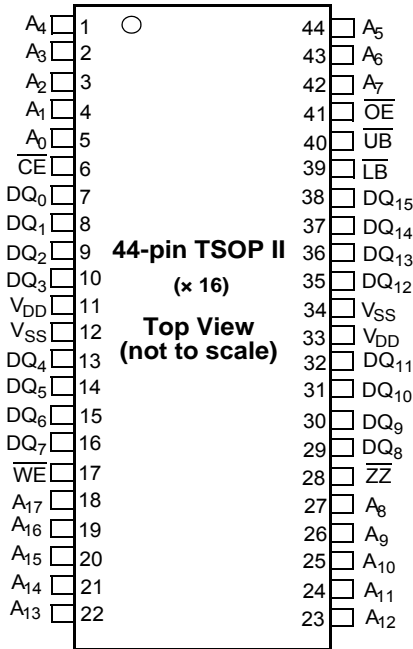 A4 1 44 A5
A3 2 43 A6
A2 3 42 A7
A1 4 41 OE
A0 5 40 UB
CE 6 39 LB
DQ0 7 38 DQ15
DQ1 8 37 DQ14
DQ2 9 44-pin TSOP II 36 DQ13
DQ3 10 (× 16) 35 DQ12
VDD 11 34 VSS
VSS 12 Top View 33 VDD
DQ4 13 (not to scale) 32 DQ11
DQ5 14 31 DQ10
DQ6 15 30 DQ9
DQ7 16 29 DQ8
WE 17 28 ZZ
A17 18 27 A8
A16 19 26 A9
A15 20 25 A10
A14 21 24 A11
A13 22 23 A12